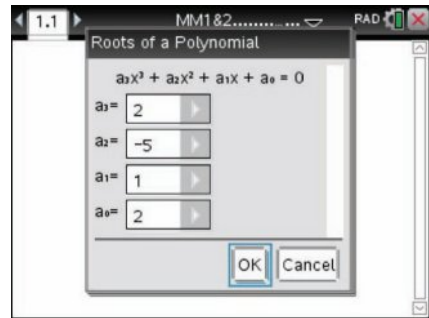 1.1 MM1&2........ ... RAD
Roots of a Polynomial
a₃x³ + a₂x² + a₁x + a₀ = 0
a₃= 2
a₂= -5
a₁= 1
a₀= 2
OK Cancel